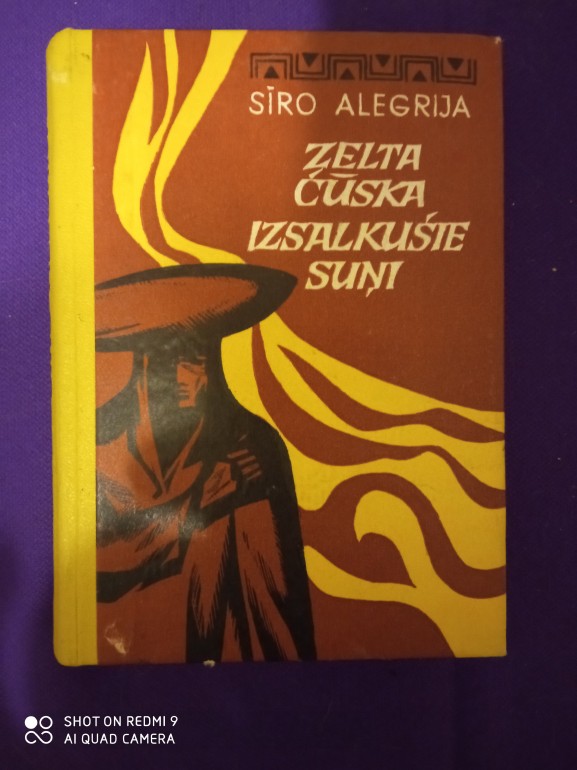 SĪRO ALEGRIJA
ZELTA
ČŪSKA
IZSALKUŠIE
SUŅI
SHOT ON REDMI 9
AI QUAD CAMERA